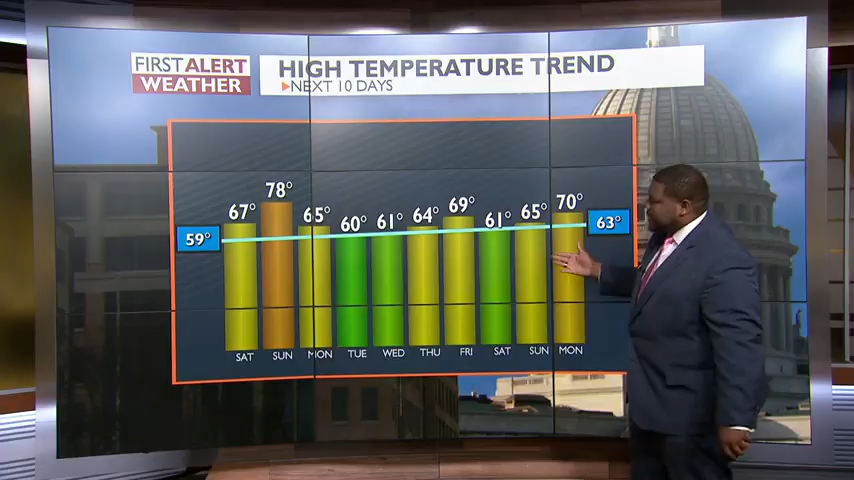 FIRST ALERT
WEATHER
HIGH TEMPERATURE TREND
NEXT 10 DAYS
67° 78° 65° 60° 61° 64° 69° 61° 65° 70°
59° 63°
SAT SUN MON TUE WED THU FRI SAT SUN MON